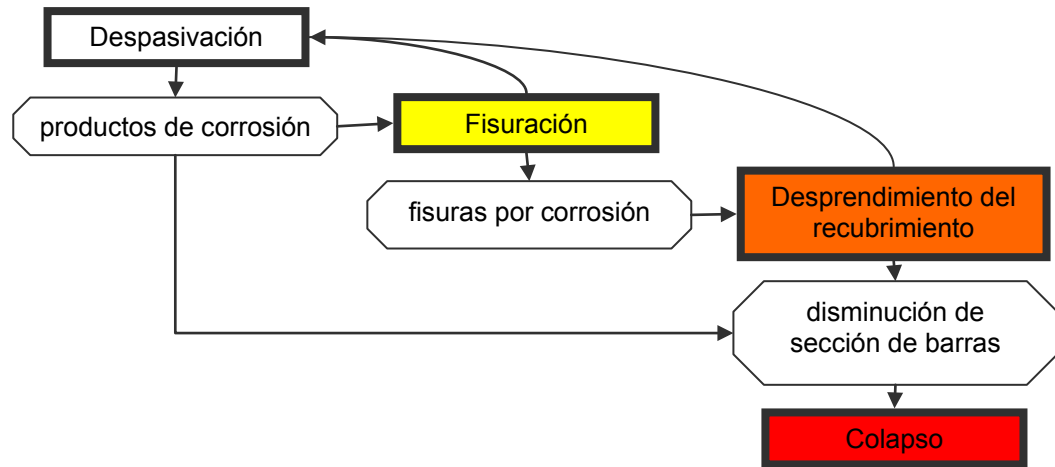 Despasivación
productos de corrosión
Fisuración
fisuras por corrosión
Desprendimiento del
recubrimiento
disminución de
sección de barras
Colapso